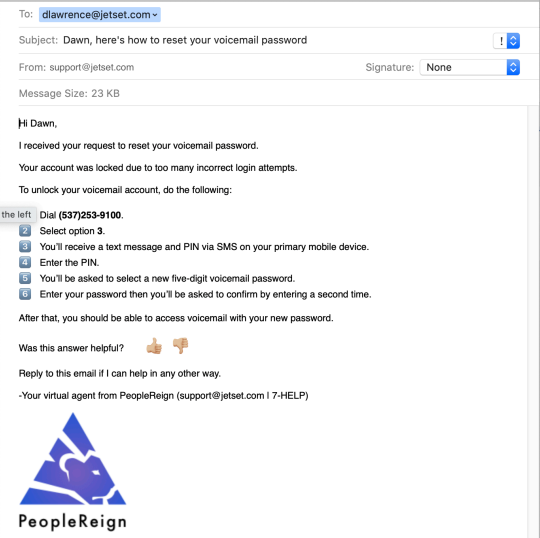 To: dlawrence@jetset.com
Subject: Dawn, here's how to reset your voicemail password !
From: support@jetset.com Signature: None
Message Size: 23 KB
Hi Dawn,
I received your request to reset your voicemail password.
Your account was locked due to too many incorrect login attempts.
To unlock your voicemail account, do the following:
the left Dial (537)253-9100.
2 Select option 3.
3 You'll receive a text message and PIN via SMS on your primary mobile device.
4 Enter the PIN.
5 You'll be asked to select a new five-digit voicemail password.
6 Enter your password then you'll be asked to confirm by entering a second time.
After that, you should be able to access voicemail with your new password.
Was this answer helpful?
Reply to this email if I can help in any other way.
-Your virtual agent from PeopleReign (support@jetset.com | 7-HELP)
PeopleReign